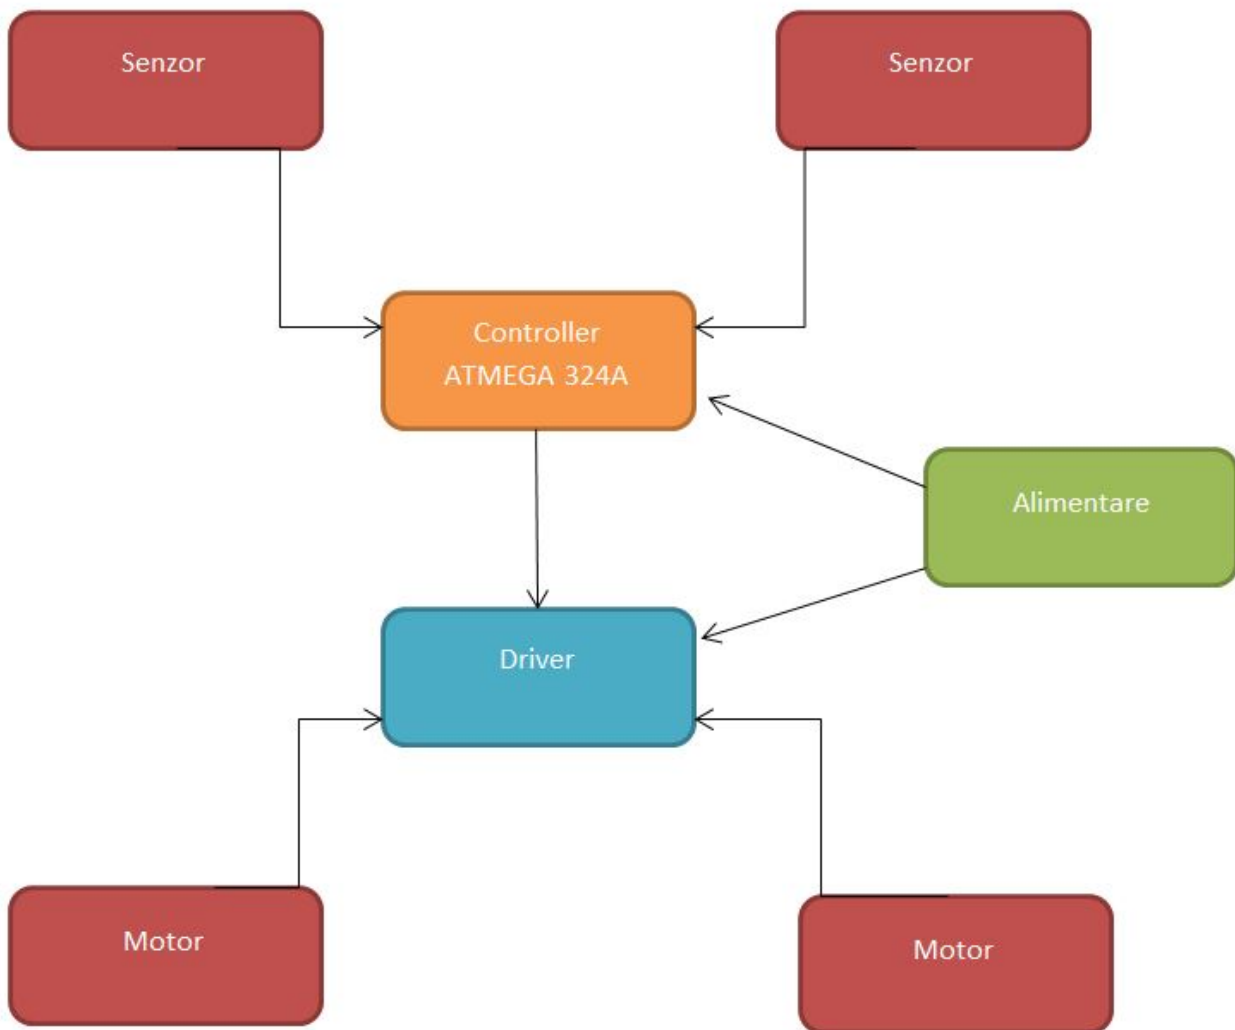 Senzor
Senzor
Controller
ATMEGA 324A
Alimentare
Driver
Motor
Motor